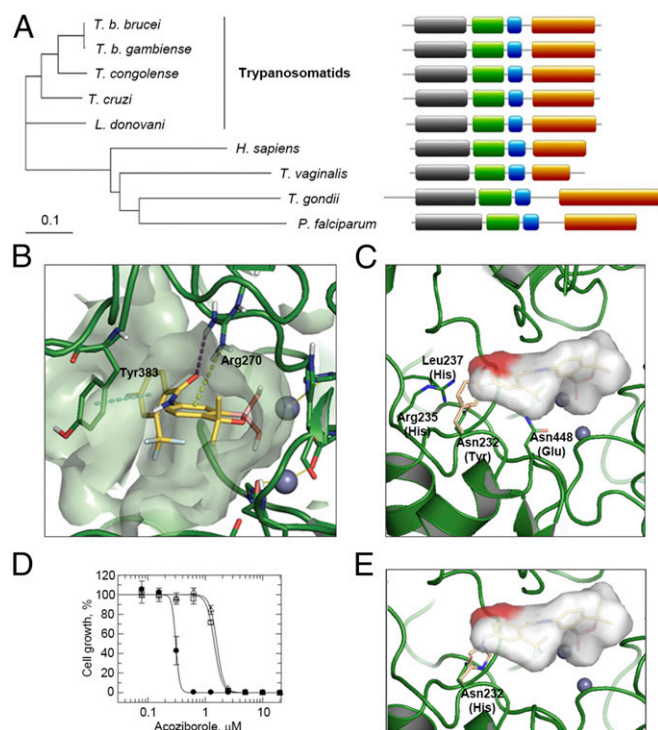 A
T. b. brucei
T. b. gambiense
T. congolense
Trypanosomatids
T. cruzi
L. donovani
H. sapiens
T. vaginalis
T. gondii
P. falciparum
0.1
B
Tyr383
Arg270
C
Leu237
(His)
Arg235
(His)
Asn232
(Tyr)
Asn448
(Glu)
D
Cell growth, %
120
100
80
60
40
20
0
0.1
1
10
Acoziborole, µM
E
Asn232
(His)